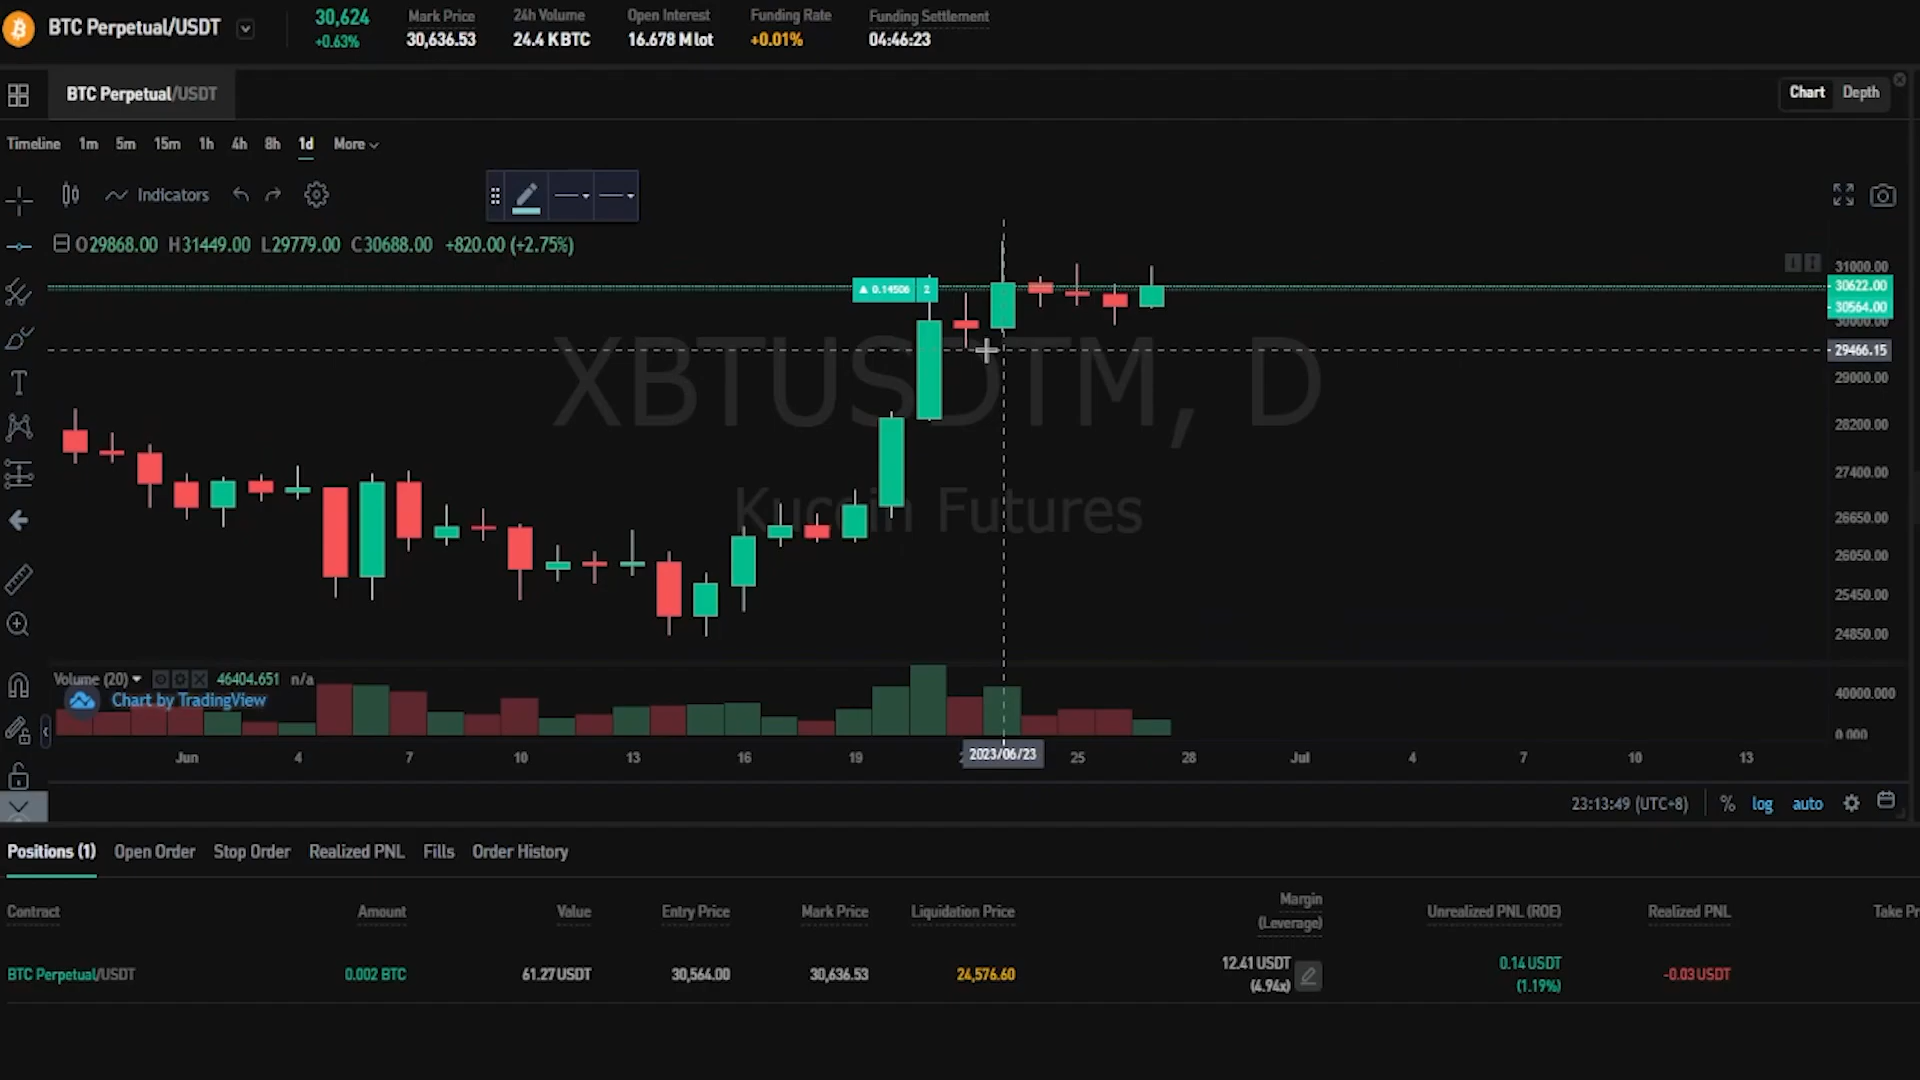 BTC Perpetual/USDT
30,624
+0.63%
Mark Price
30,636.53
24h Volume
24.4 K BTC
Open Interest
16.678 M lot
Funding Rate
+0.01%
Funding Settlement
04:46:23
BTC Perpetual/USDT
Chart Depth
Timeline 1m 5m 15m 1h 4h 8h 1d More
Indicators
O29868.00 H31449.00 L29779.00 C30688.00 +820.00 (+2.75%)
▲ 0.14506 2
XBTUSDTM, D
Kucoin Futures
31000.00
30622.00
30564.00
30000.00
29466.15
29000.00
28200.00
27400.00
26650.00
26050.00
25450.00
24850.00
Volume (20) 46404.651 n/a
Chart by TradingView
40000.000
0.000
Jun 4 7 10 13 16 19 2023/06/23 25 28 Jul 4 7 10 13
23:13:49 (UTC+8) % log auto
Positions (1) Open Order Stop Order Realized PNL Fills Order History
Contract Amount Value Entry Price Mark Price Liquidation Price Margin (Leverage) Unrealized PNL (ROE) Realized PNL Take Pr
BTC Perpetual/USDT 0.002 BTC 61.27 USDT 30,564.00 30,636.53 24,576.60 12.41 USDT (4.94x) 0.14 USDT (1.19%) -0.03 USDT